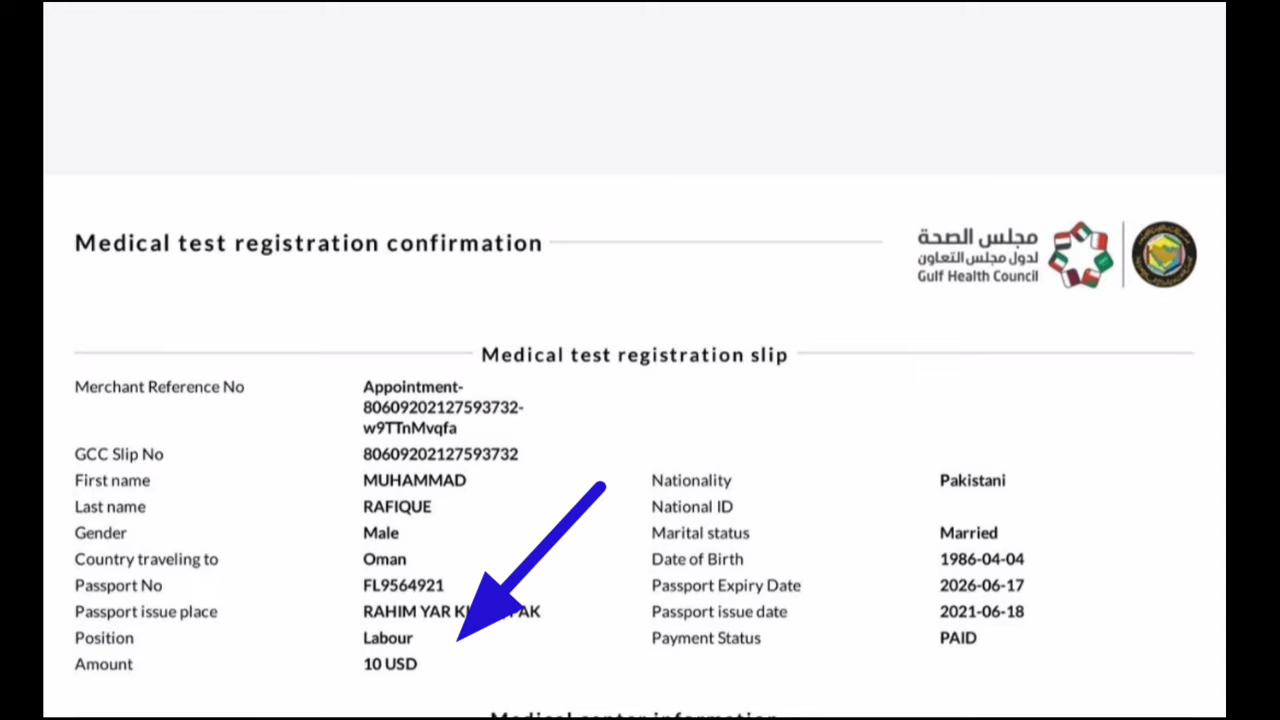 Medical test registration confirmation
مجلس الصحة
لدول مجلس التعاون
Gulf Health Council
Medical test registration slip
Merchant Reference No Appointment-
80609202127593732-
w9TTnMvqfa
GCC Slip No 80609202127593732
First name MUHAMMAD Nationality Pakistani
Last name RAFIQUE National ID
Gender Male Marital status Married
Country traveling to Oman Date of Birth 1986-04-04
Passport No FL9564921 Passport Expiry Date 2026-06-17
Passport issue place RAHIM YAR Passport issue date 2021-06-18
Position Labour Payment Status PAID
Amount 10 USD
Medical center information